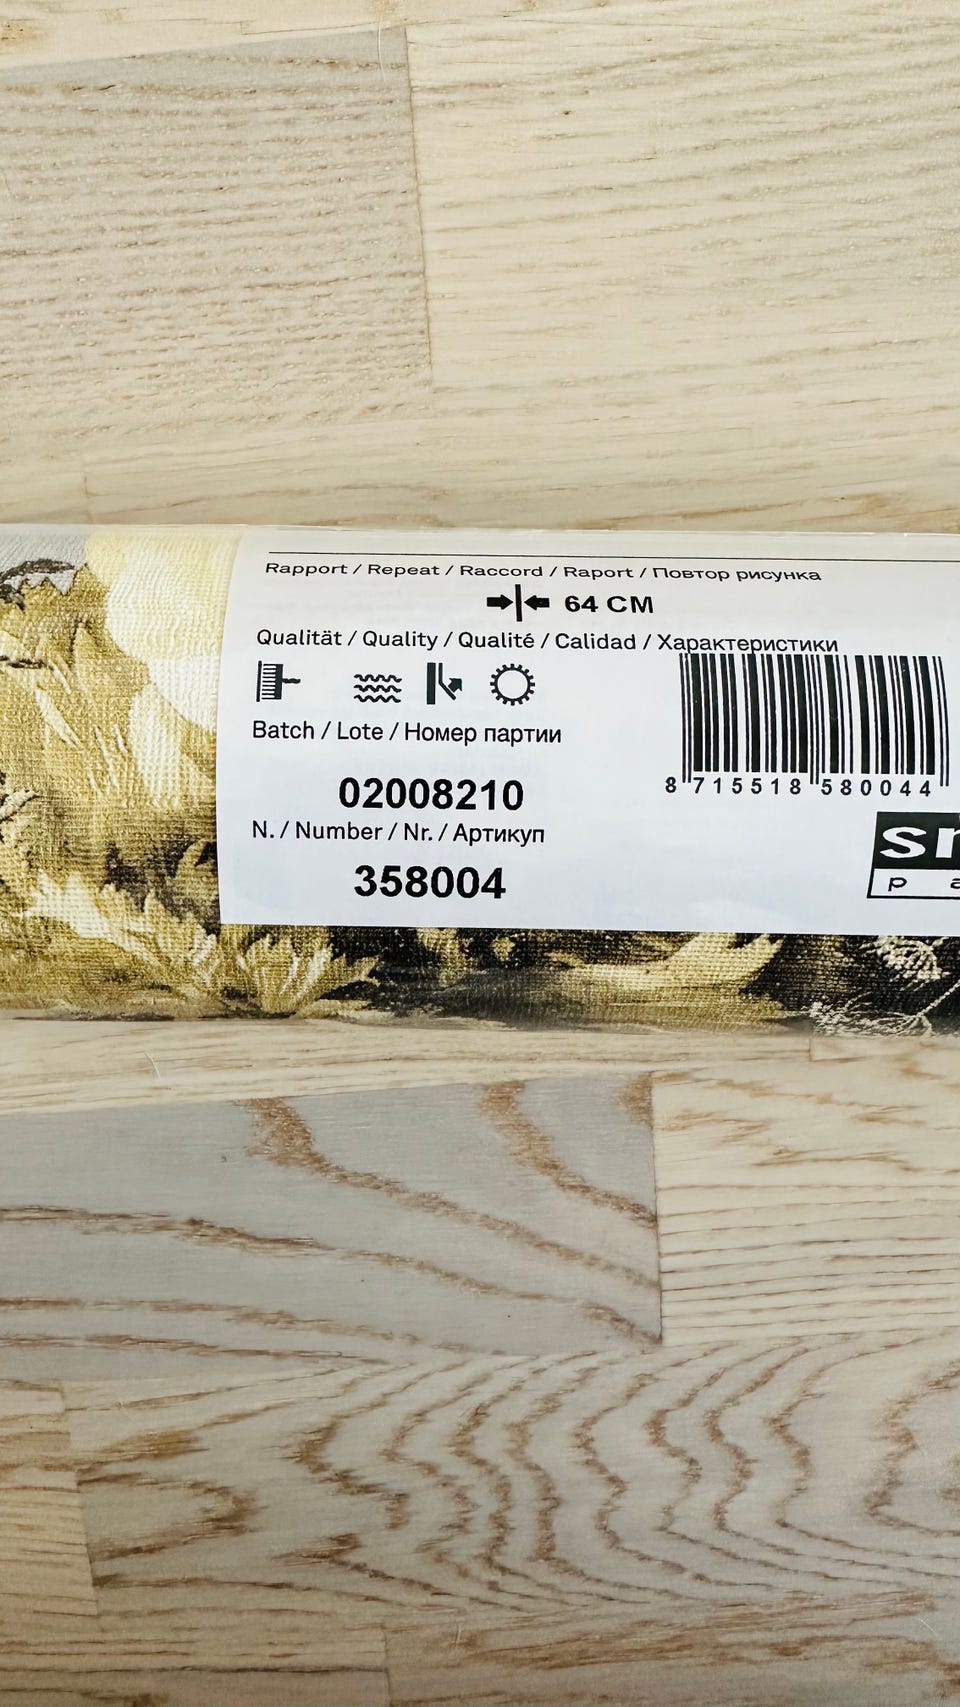 Rapport / Repeat / Raccord / Raport / Повтор рисунка
64 CM
Qualität / Quality / Qualité / Calidad / Характеристики
Batch / Lote / Номер партии
02008210
8 715518 580044
N. / Number / Nr. / Артикул
358004